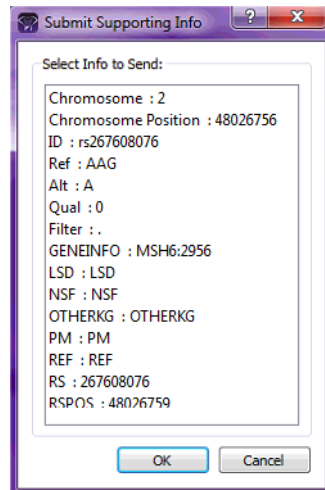 Submit Supporting Info
? X
Select Info to Send:
Chromosome : 2
Chromosome Position : 48026756
ID : rs267608076
Ref : AAG
Alt : A
Qual : 0
Filter : .
GENEINFO : MSH6:2956
LSD : LSD
NSF : NSF
OTHERKG : OTHERKG
PM : PM
REF : REF
RS : 267608076
RSPOS : 48026759
OK Cancel